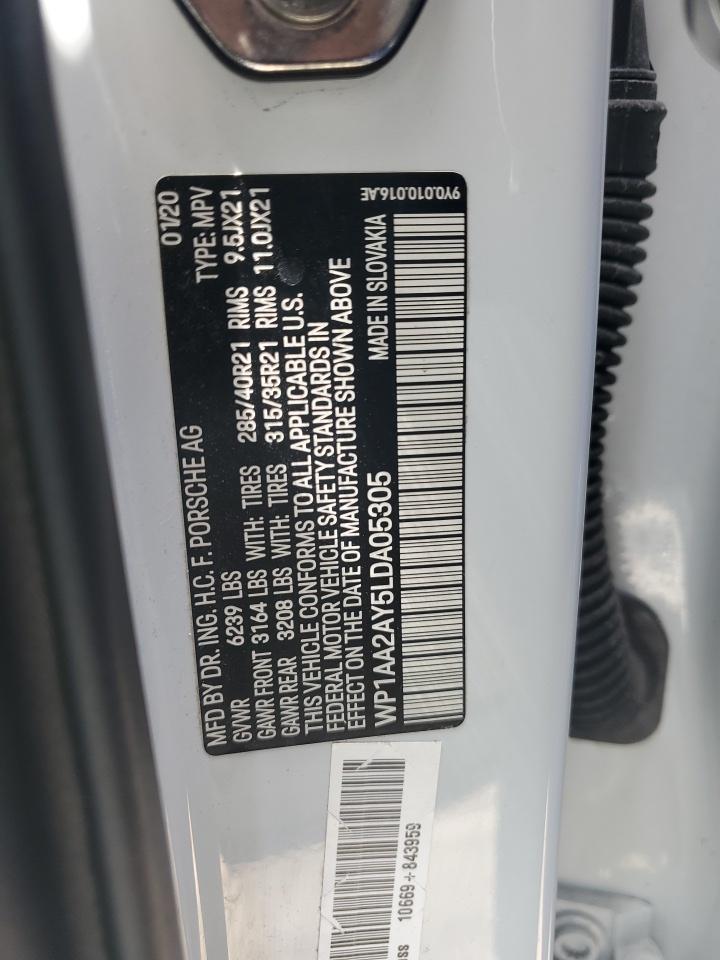 MFD BY DR. ING. H.C. F. PORSCHE AG 01/20
GVWR 6239 LBS TYPE: MPV
GAWR FRONT 3164 LBS WITH: TIRES 285/40R21 RIMS 9.5JX21
GAWR REAR 3208 LBS WITH: TIRES 315/35R21 RIMS 11.0JX21
THIS VEHICLE CONFORMS TO ALL APPLICABLE U.S.
FEDERAL MOTOR VEHICLE SAFETY STANDARDS IN
EFFECT ON THE DATE OF MANUFACTURE SHOWN ABOVE
WP1AA2AY5LDA05305 MADE IN SLOVAKIA
9Y0.010.016.AE
10669+843959